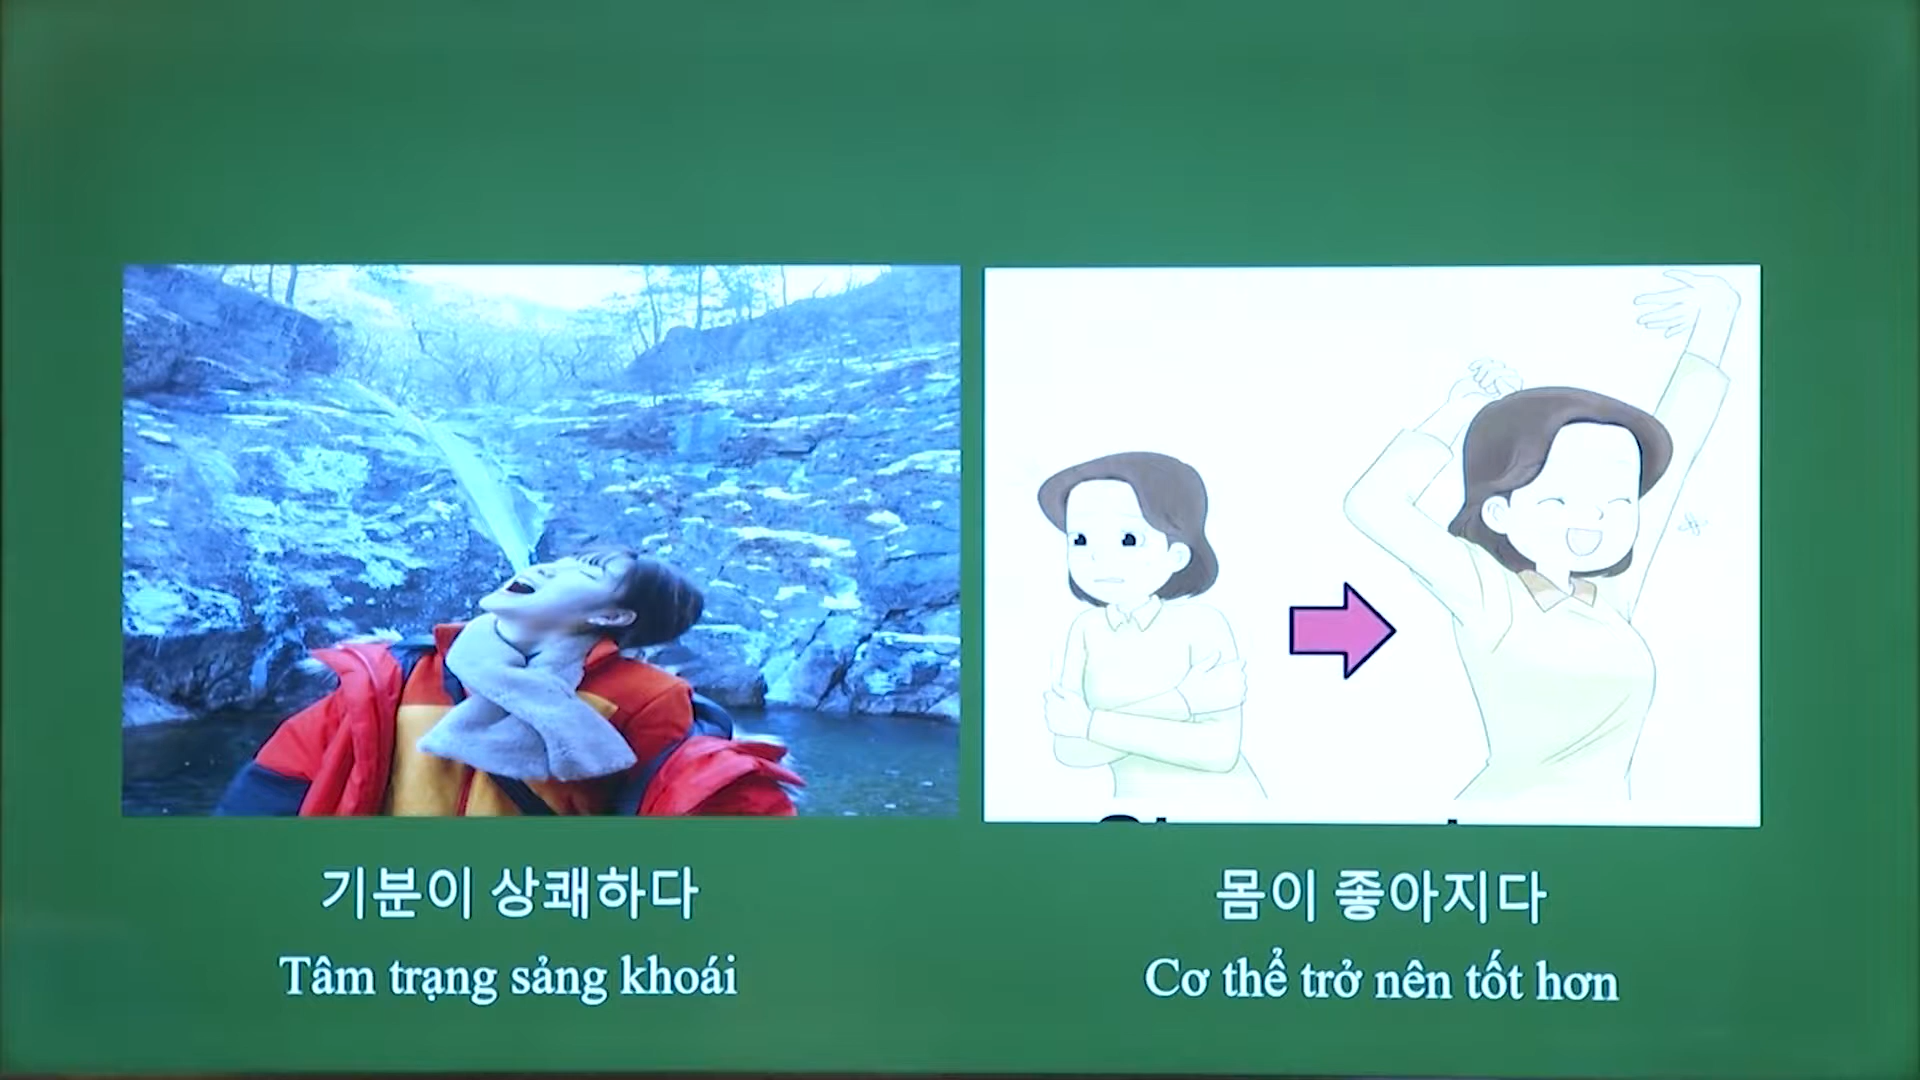 기분이 상쾌하다
Tâm trạng sảng khoái
몸이 좋아지다
Cơ thể trở nên tốt hơn